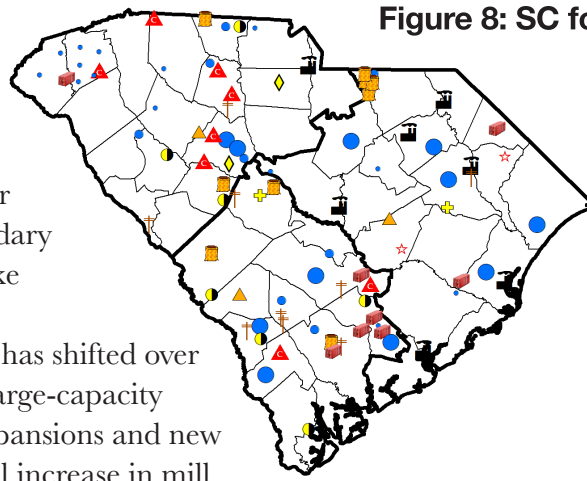 Figure 8: SC fo
r
dary
ke
has shifted over
arge-capacity
pansions and new
l increase in mill
C
C
C
C
C
C
C
C